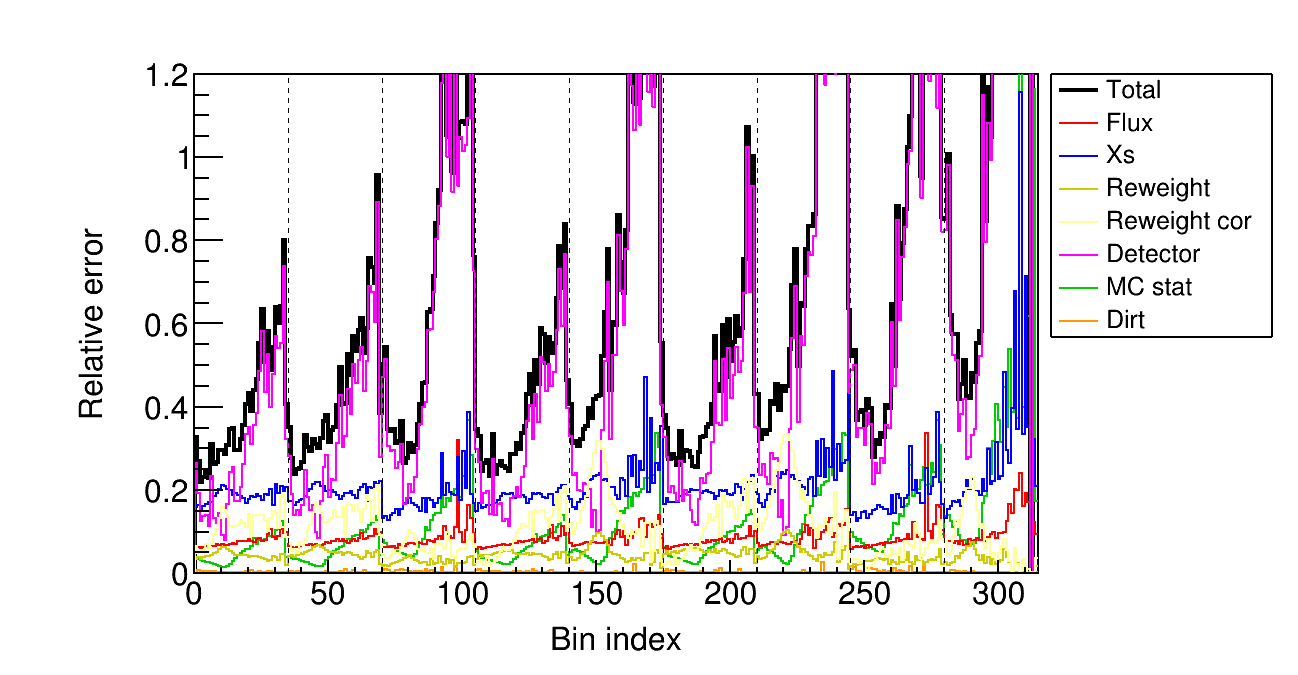 1.2
1
0.8
0.6
0.4
0.2
0
0 50 100 150 200 250 300
Relative error
Bin index
Total
Flux
Xs
Reweight
Reweight cor
Detector
MC stat
Dirt